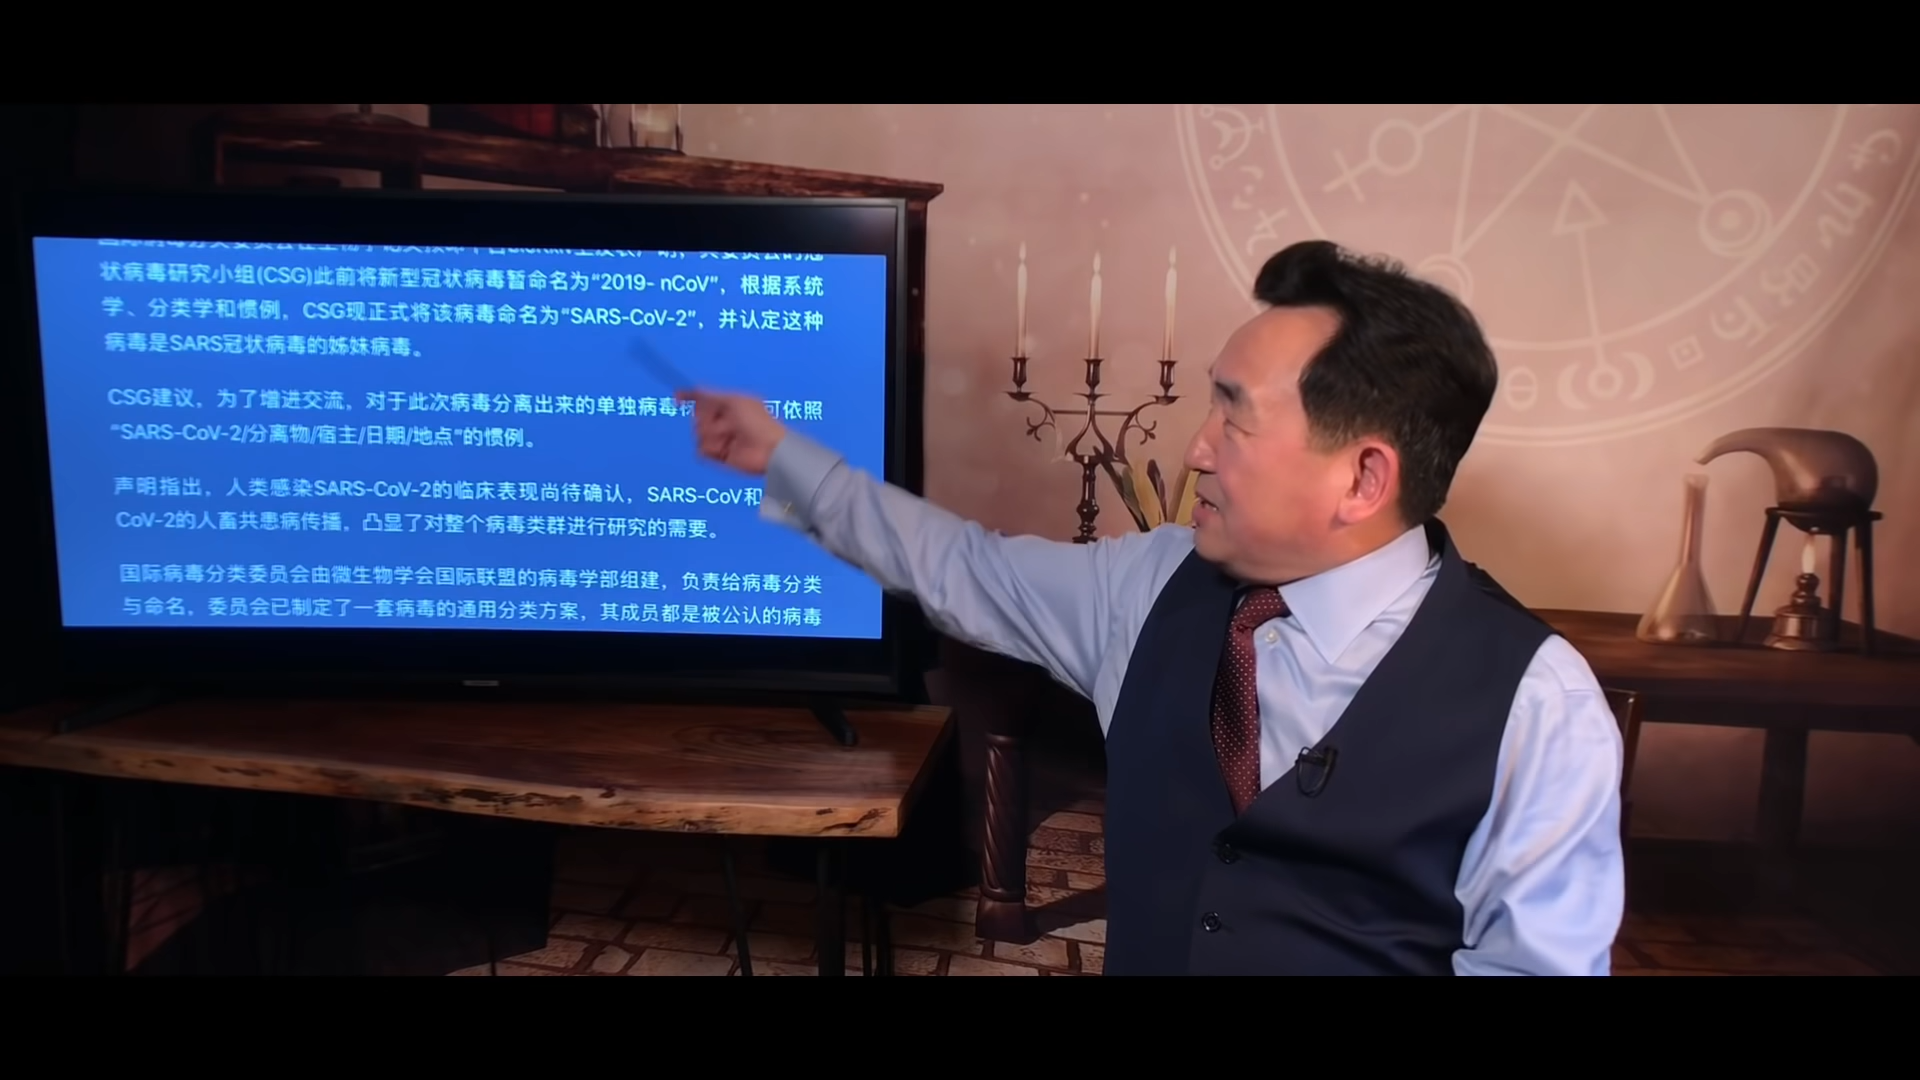 状病毒研究小组(CSG)此前将新型冠状病毒暂命名为“2019- nCoV”，根据系统
学、分类学和惯例，CSG现正式将该病毒命名为“SARS-CoV-2”，并认定这种
病毒是SARS冠状病毒的姊妹病毒。
CSG建议，为了增进交流，对于此次病毒分离出来的单独病毒 可依照
“SARS-CoV-2/分离物/宿主/日期/地点”的惯例。
声明指出，人类感染SARS-CoV-2的临床表现尚待确认，SARS-CoV和
CoV-2的人畜共患病传播，凸显了对整个病毒类群进行研究的需要。
国际病毒分类委员会由微生物学会国际联盟的病毒学部组建，负责给病毒分类
与命名，委员会已制定了一套病毒的通用分类方案，其成员都是被公认的病毒